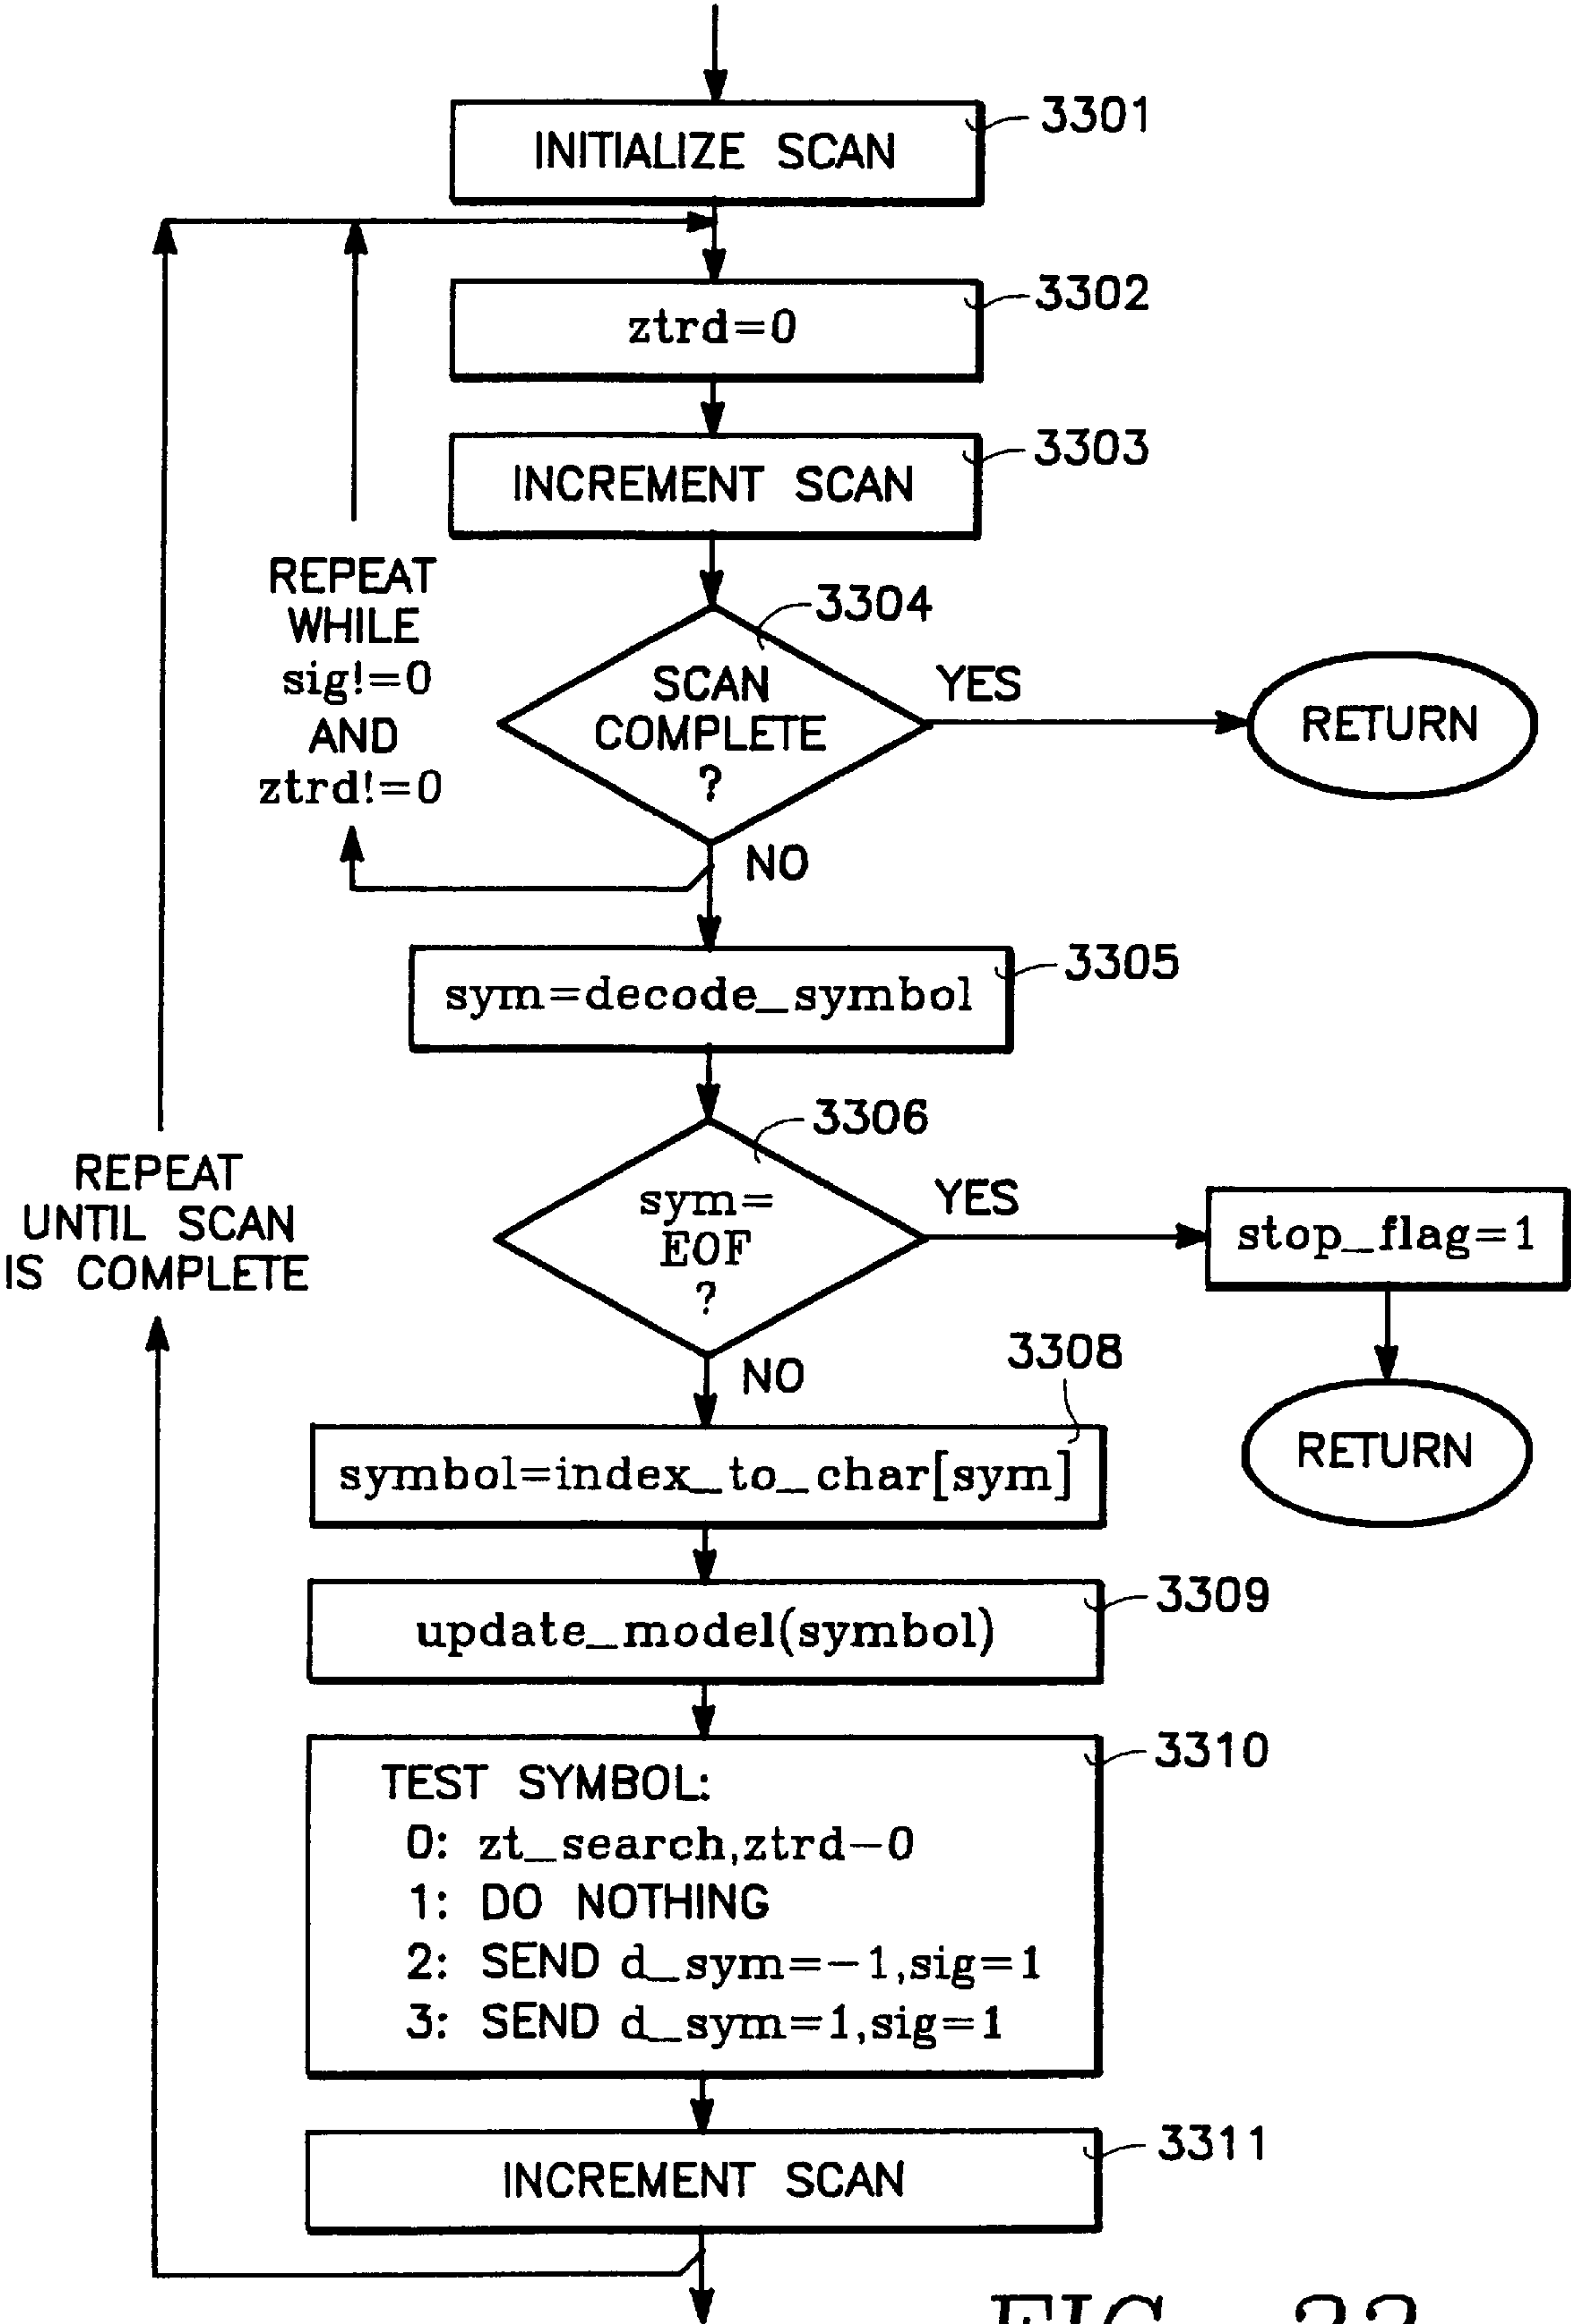 3301
INITIALIZE SCAN
3302
ztrd=0
3303
INCREMENT SCAN
REPEAT
WHILE
sig!=0
AND
ztrd!=0
3304
SCAN
COMPLETE
?
YES
RETURN
NO
3305
sym=decode_symbol
3306
sym=
EOF
?
YES
stop_flag=1
RETURN
NO
REPEAT
UNTIL SCAN
IS COMPLETE
3308
symbol=index_to_char[sym]
3309
update_model(symbol)
3310
TEST SYMBOL:
0: zt_search,ztrd-0
1: DO NOTHING
2: SEND d_sym=-1,sig=1
3: SEND d_sym=1,sig=1
3311
INCREMENT SCAN